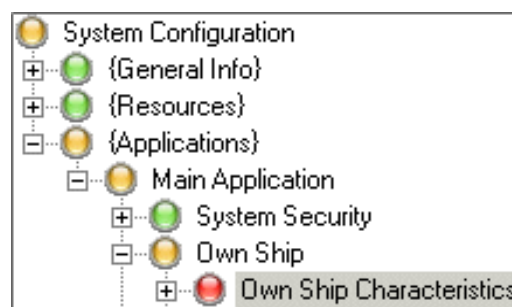 System Configuration
{General Info}
{Resources}
{Applications}
Main Application
System Security
Own Ship
Own Ship Characteristics